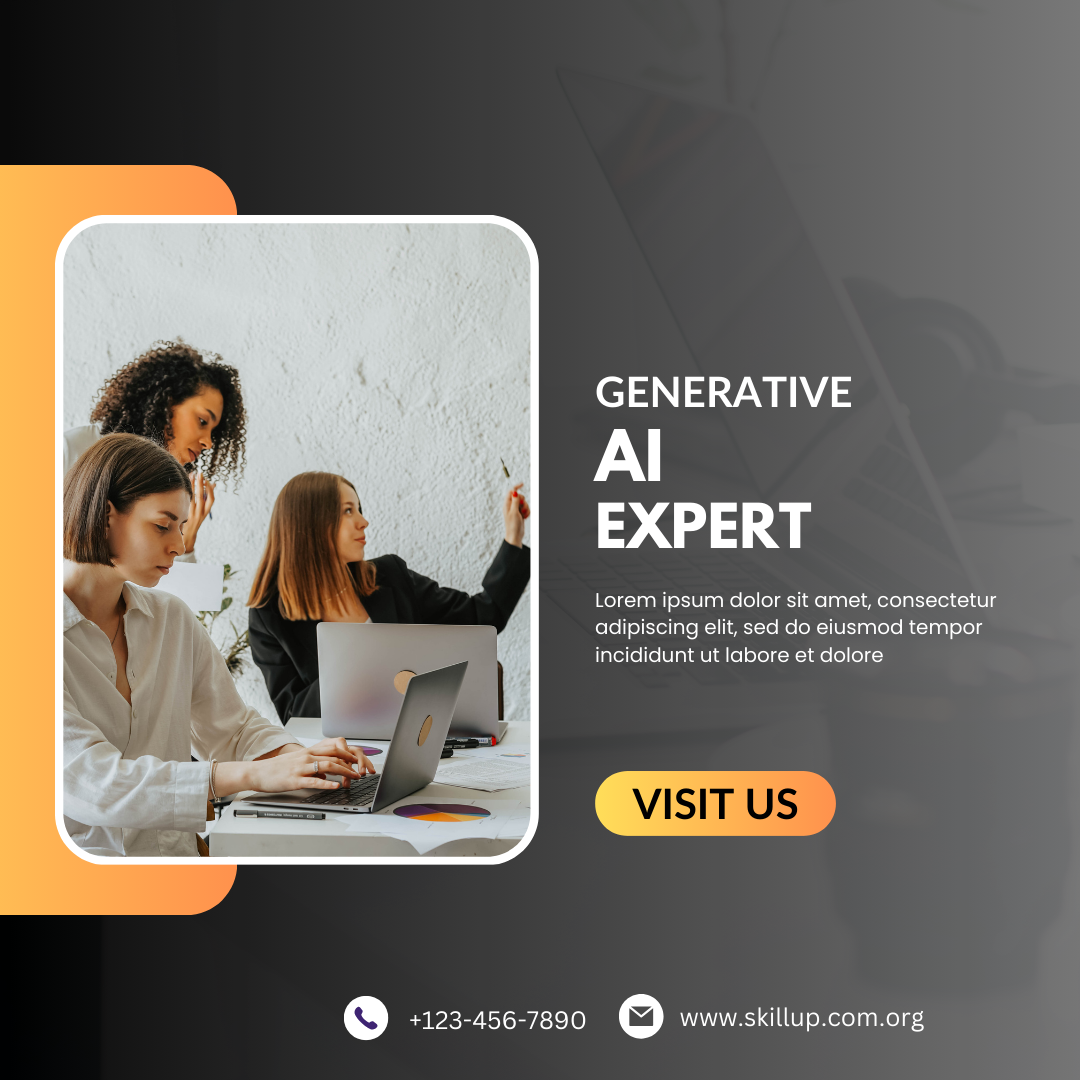 GENERATIVE
AI
EXPERT
Lorem ipsum dolor sit amet, consectetur
adipiscing elit, sed do eiusmod tempor
incididunt ut labore et dolore
VISIT US
+123-456-7890
www.skillup.com.org